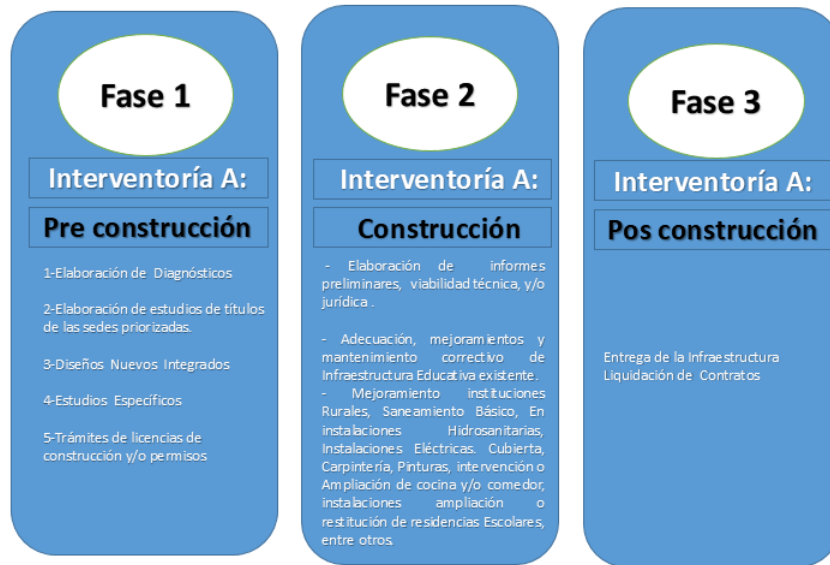 Fase 1
Interventoría A:
Pre construcción
1-Elaboración de Diagnósticos
2-Elaboración de estudios de títulos
de las sedes priorizadas.
3-Diseños Nuevos Integrados
4-Estudios Específicos
5-Trámites de licencias de
construcción y/o permisos
Fase 2
Interventoría A:
Construcción
- Elaboración de informes
preliminares, viabilidad técnica, y/o
jurídica .
- Adecuación, mejoramientos y
mantenimiento correctivo de
Infraestructura Educativa existente.
- Mejoramiento instituciones
Rurales, Saneamiento Básico, En
instalaciones Hidrosanitarias,
Instalaciones Eléctricas. Cubierta,
Carpintería, Pinturas, intervención o
Ampliación de cocina y/o comedor,
instalaciones ampliación o
restitución de residencias Escolares,
entre otros.
Fase 3
Interventoría A:
Pos construcción
Entrega de la Infraestructura
Liquidación de Contratos